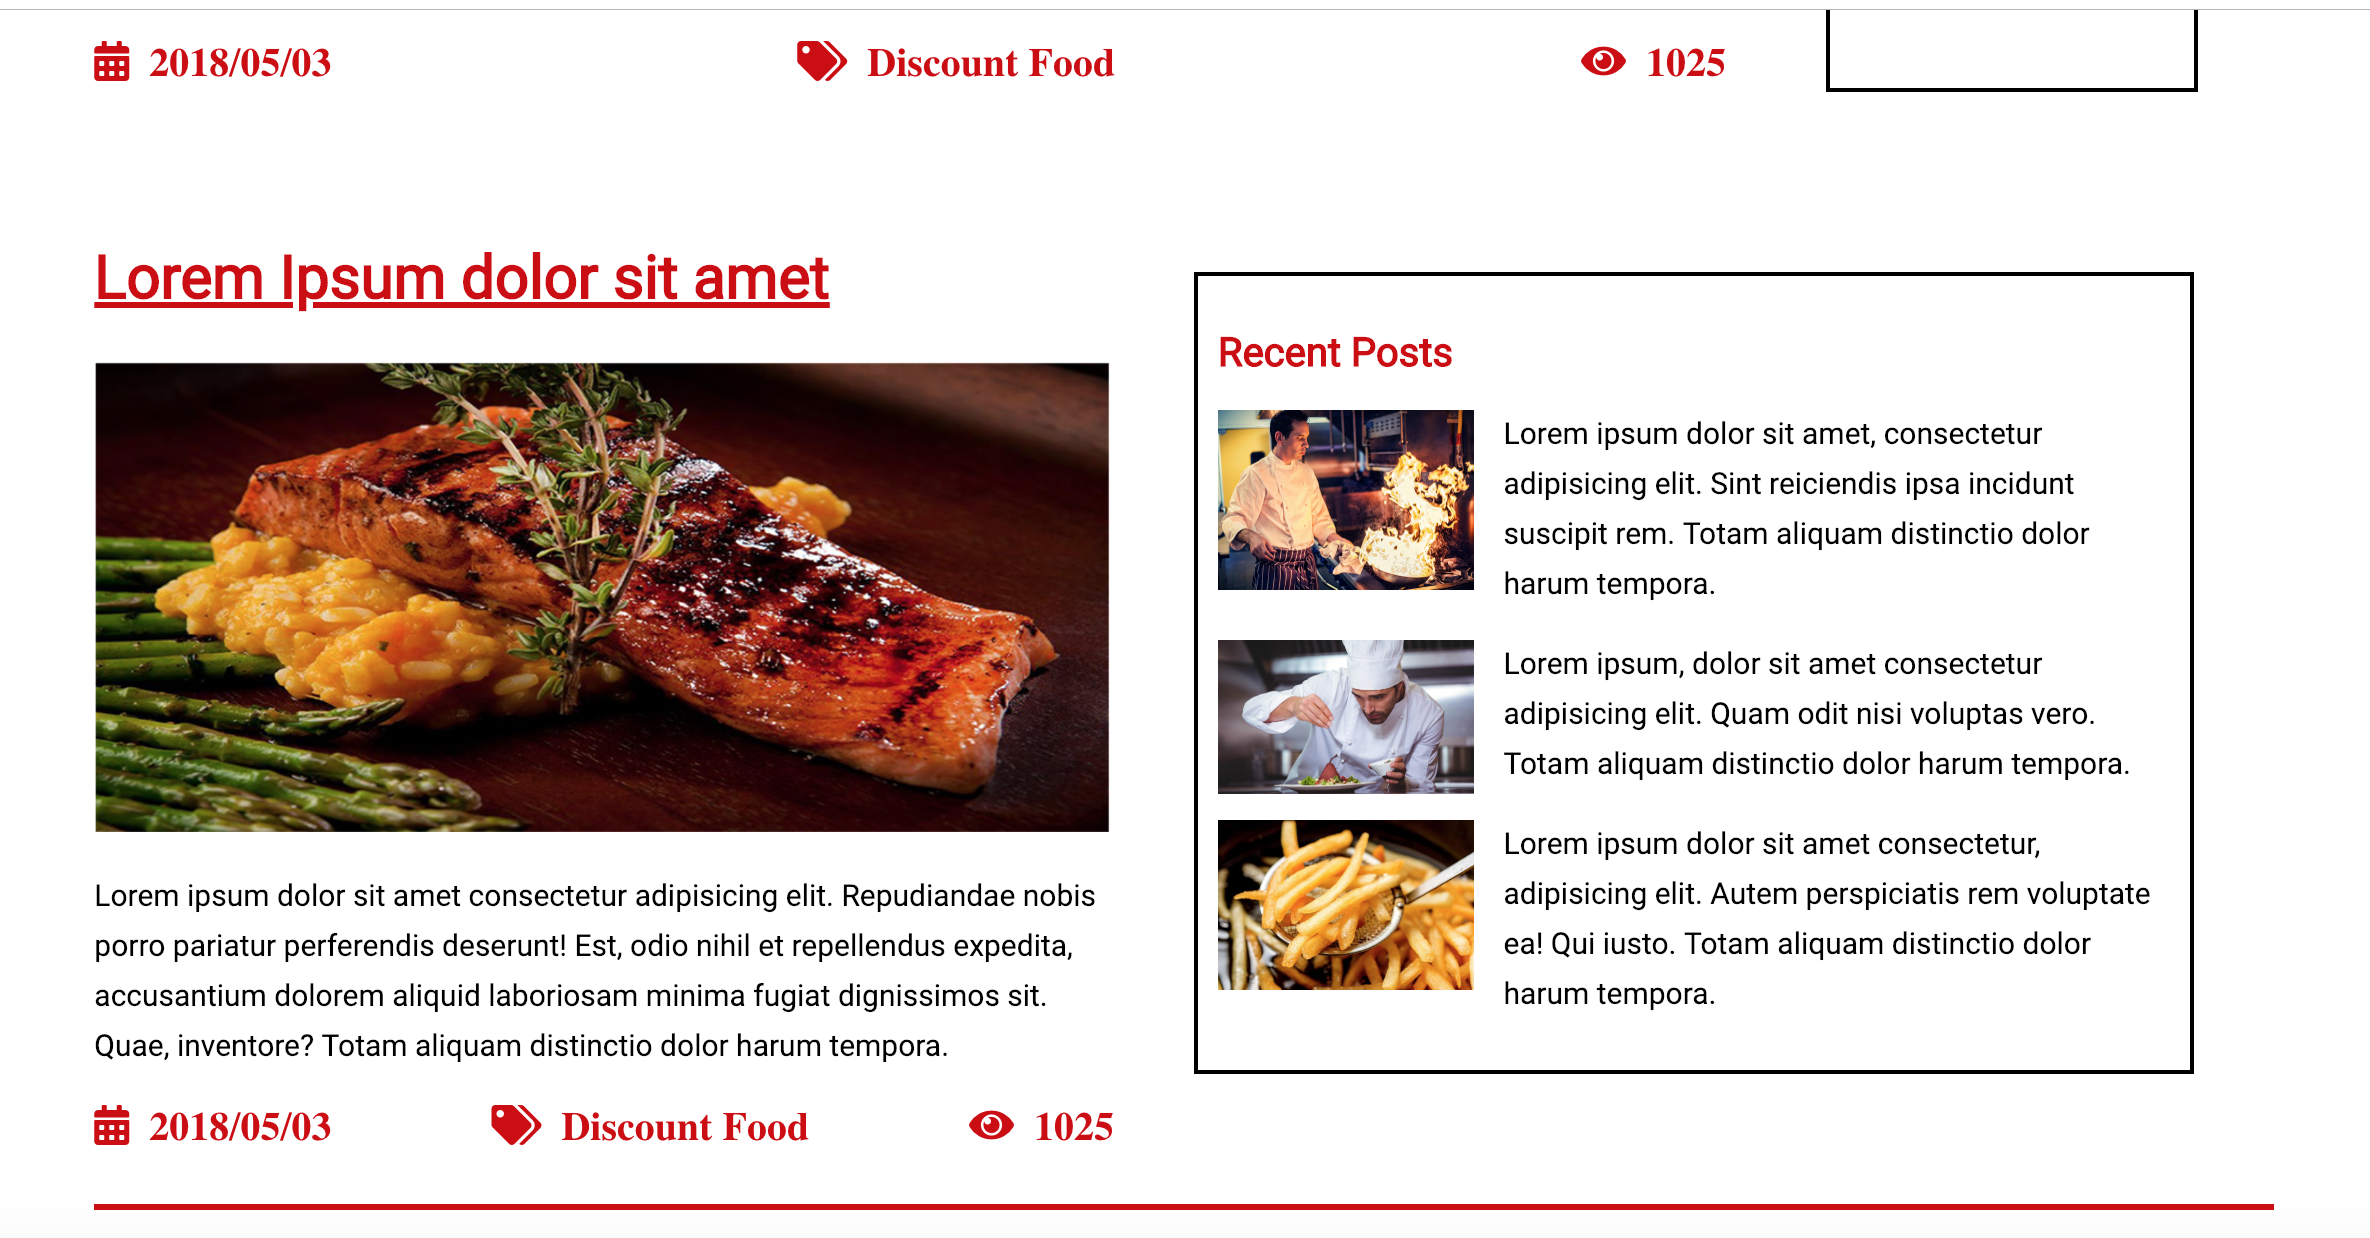 2018/05/03 Discount Food 1025
Lorem Ipsum dolor sit amet
Lorem ipsum dolor sit amet consectetur adipisicing elit. Repudiandae nobis
porro pariatur perferendis deserunt! Est, odio nihil et repellendus expedita,
accusantium dolorem aliquid laboriosam minima fugiat dignissimos sit.
Quae, inventore? Totam aliquam distinctio dolor harum tempora.
2018/05/03 Discount Food 1025
Recent Posts
Lorem ipsum dolor sit amet, consectetur
adipisicing elit. Sint reiciendis ipsa incidunt
suscipit rem. Totam aliquam distinctio dolor
harum tempora.
Lorem ipsum, dolor sit amet consectetur
adipisicing elit. Quam odit nisi voluptas vero.
Totam aliquam distinctio dolor harum tempora.
Lorem ipsum dolor sit amet consectetur,
adipisicing elit. Autem perspiciatis rem voluptate
ea! Qui iusto. Totam aliquam distinctio dolor
harum tempora.